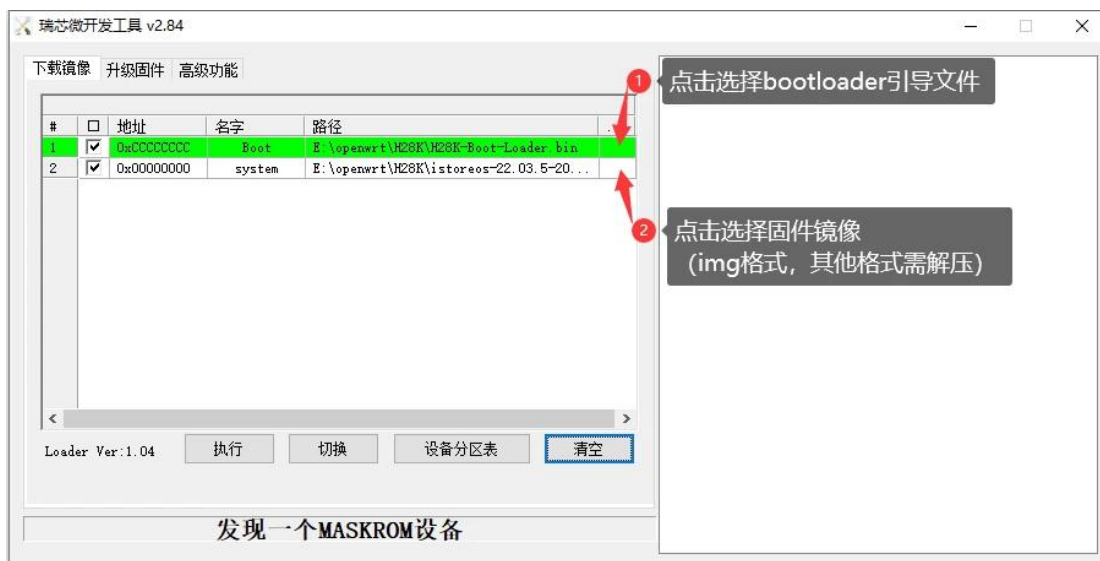 瑞芯微开发工具 v2.84
下载镜像 升级固件 高级功能
1 点击选择bootloader引导文件
# 地址 名字 路径 ...
1 0xCCCCCCCC Boot E:\openwrt\H28K\H28K-Boot-Loader.bin
2 0x00000000 system E:\openwrt\H28K\istoreos-22.03.5-20...
2 点击选择固件镜像
(img格式，其他格式需解压)
Loader Ver:1.04 执行 切换 设备分区表 清空
发现一个MASKROM设备